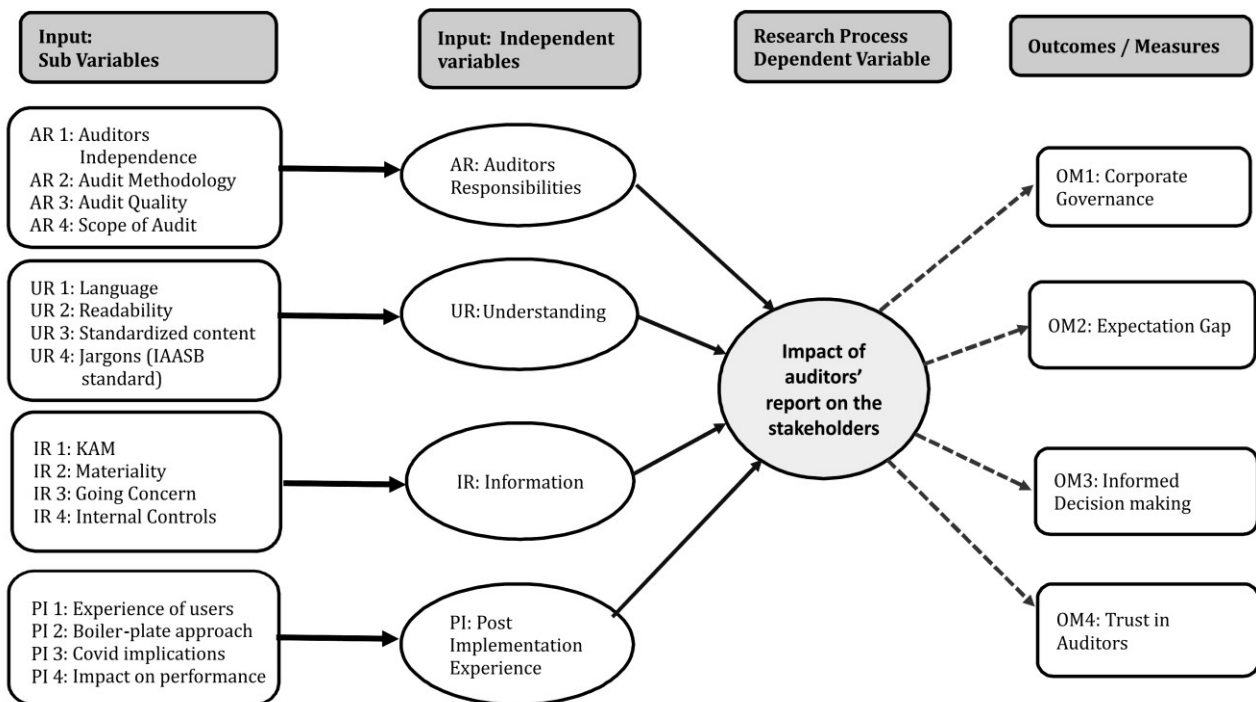 Input:
Sub Variables
Input: Independent
variables
Research Process
Dependent Variable
Outcomes / Measures
AR 1: Auditors
Independence
AR 2: Audit Methodology
AR 3: Audit Quality
AR 4: Scope of Audit
AR: Auditors
Responsibilities
OM1: Corporate
Governance
UR 1: Language
UR 2: Readability
UR 3: Standardized content
UR 4: Jargons (IAASB
standard)
UR: Understanding
Impact of
auditors’
report on the
stakeholders
OM2: Expectation Gap
IR 1: KAM
IR 2: Materiality
IR 3: Going Concern
IR 4: Internal Controls
IR: Information
OM3: Informed
Decision making
PI 1: Experience of users
PI 2: Boiler-plate approach
PI 3: Covid implications
PI 4: Impact on performance
PI: Post
Implementation
Experience
OM4: Trust in
Auditors